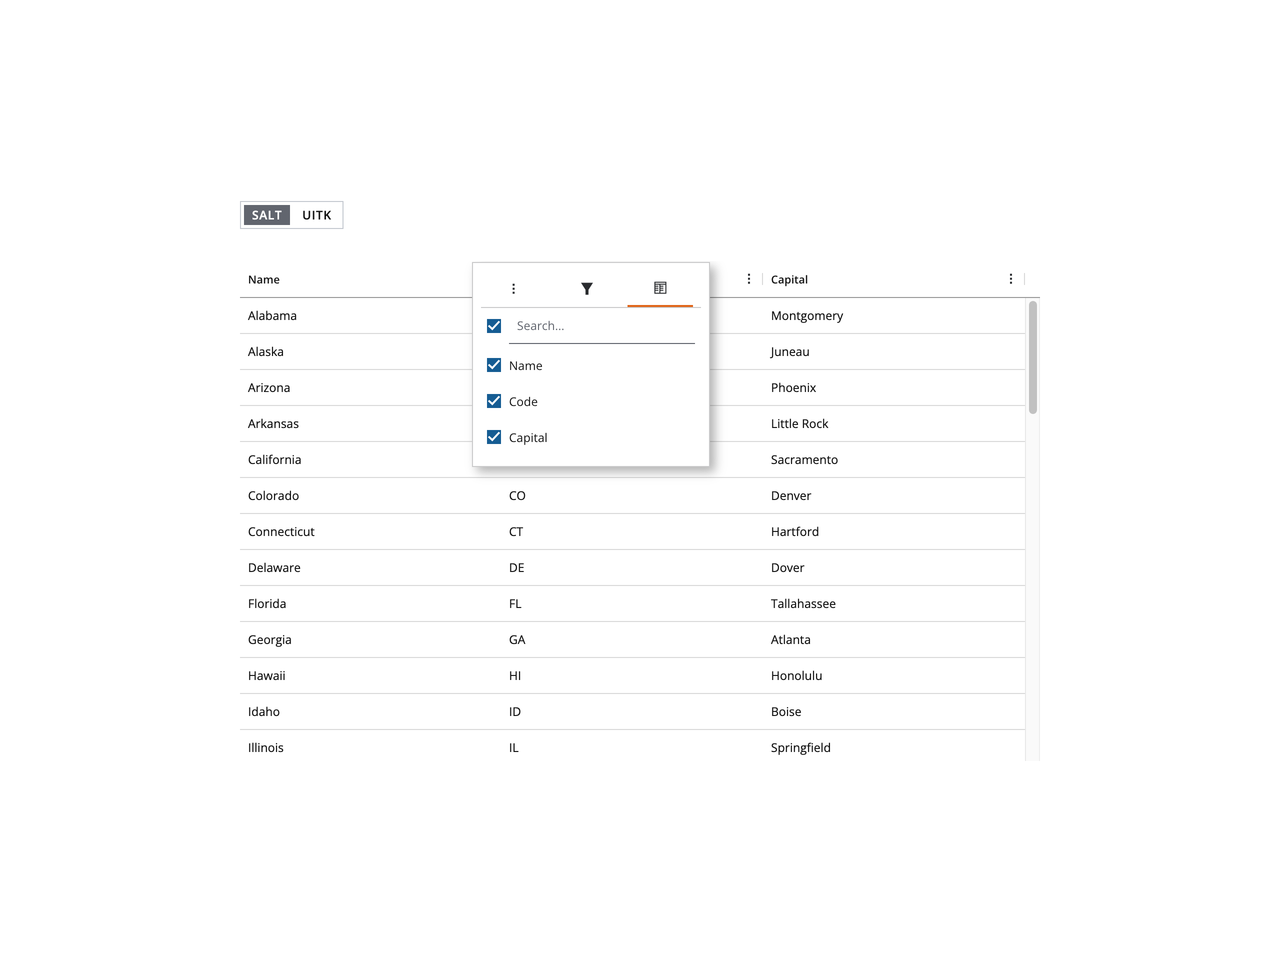 SALT UITK
Name Capital
Search...
Name
Code
Capital
Alabama Montgomery
Alaska Juneau
Arizona Phoenix
Arkansas Little Rock
California Sacramento
Colorado CO Denver
Connecticut CT Hartford
Delaware DE Dover
Florida FL Tallahassee
Georgia GA Atlanta
Hawaii HI Honolulu
Idaho ID Boise
Illinois IL Springfield